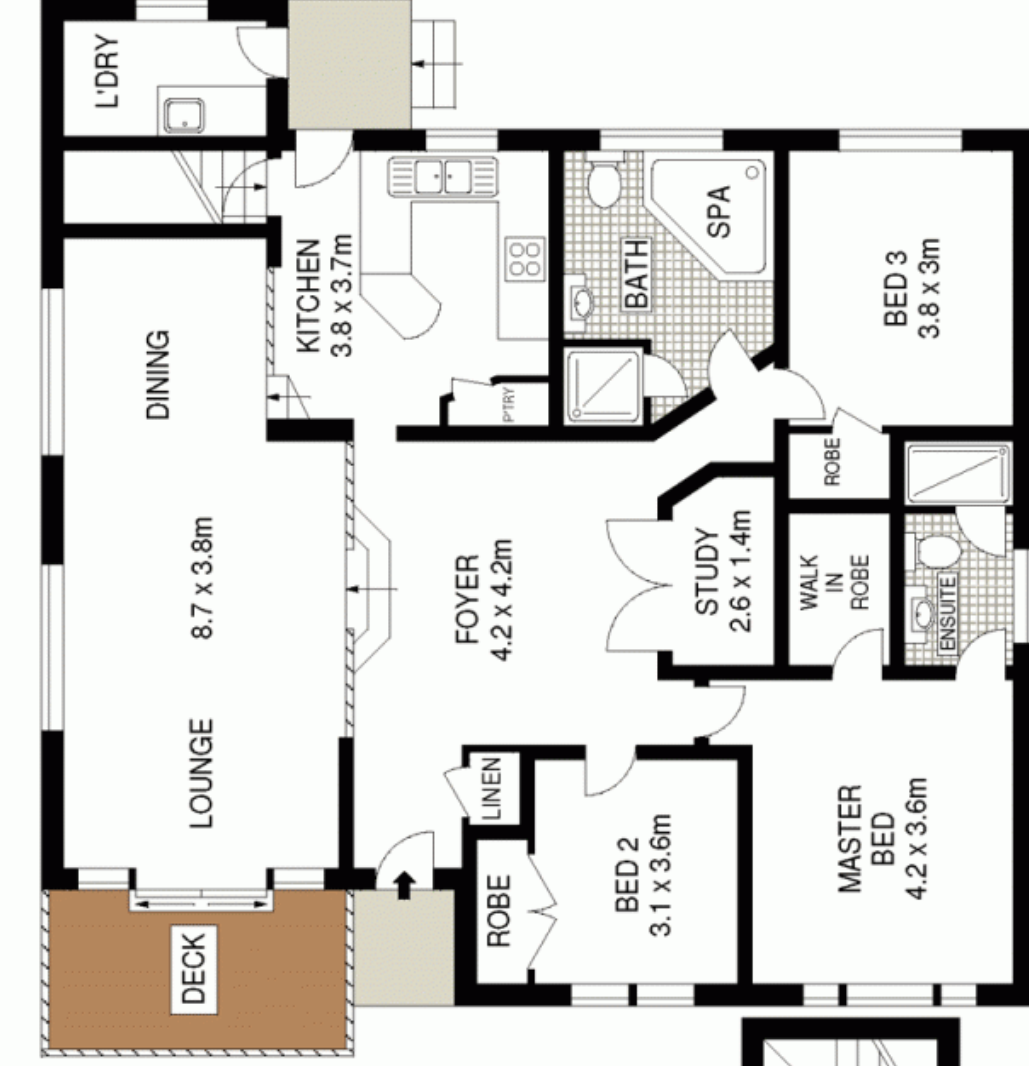 L'DRY
KITCHEN
3.8 x 3.7m
BATH
SPA
BED 3
3.8 x 3m
DINING
P'TRY
ROBE
8.7 x 3.8m
FOYER
4.2 x 4.2m
STUDY
2.6 x 1.4m
WALK
IN
ROBE
ENSUITE
LOUNGE
LINEN
ROBE
BED 2
3.1 x 3.6m
MASTER
BED
4.2 x 3.6m
DECK